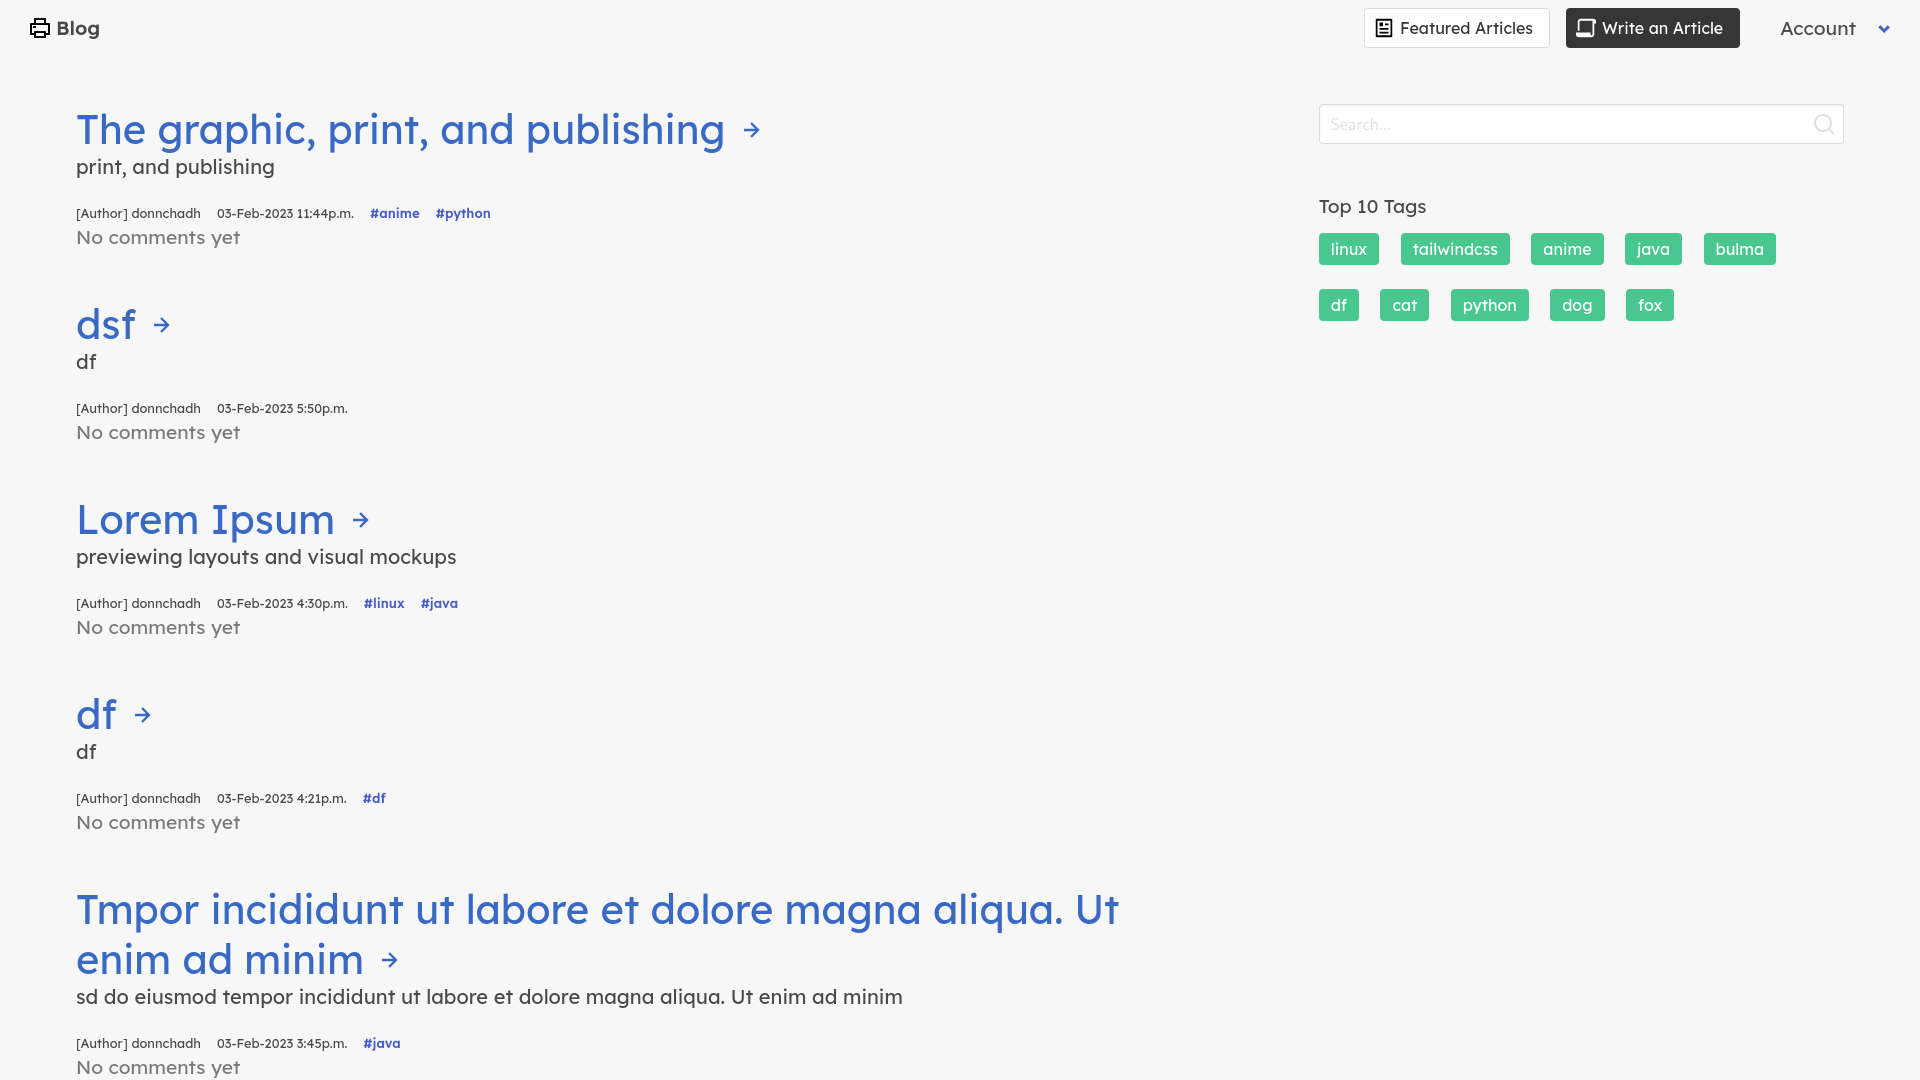 Blog
Featured Articles
Write an Article
Account
The graphic, print, and publishing →
print, and publishing
[Author] donnchadh 03-Feb-2023 11:44p.m. #anime #python
No comments yet
dsf →
df
[Author] donnchadh 03-Feb-2023 5:50p.m.
No comments yet
Lorem Ipsum →
previewing layouts and visual mockups
[Author] donnchadh 03-Feb-2023 4:30p.m. #linux #java
No comments yet
df →
df
[Author] donnchadh 03-Feb-2023 4:21p.m. #df
No comments yet
Tmpor incididunt ut labore et dolore magna aliqua. Ut
enim ad minim →
sd do eiusmod tempor incididunt ut labore et dolore magna aliqua. Ut enim ad minim
[Author] donnchadh 03-Feb-2023 3:45p.m. #java
No comments yet
Search...
Top 10 Tags
linux tailwindcss anime java bulma
df cat python dog fox